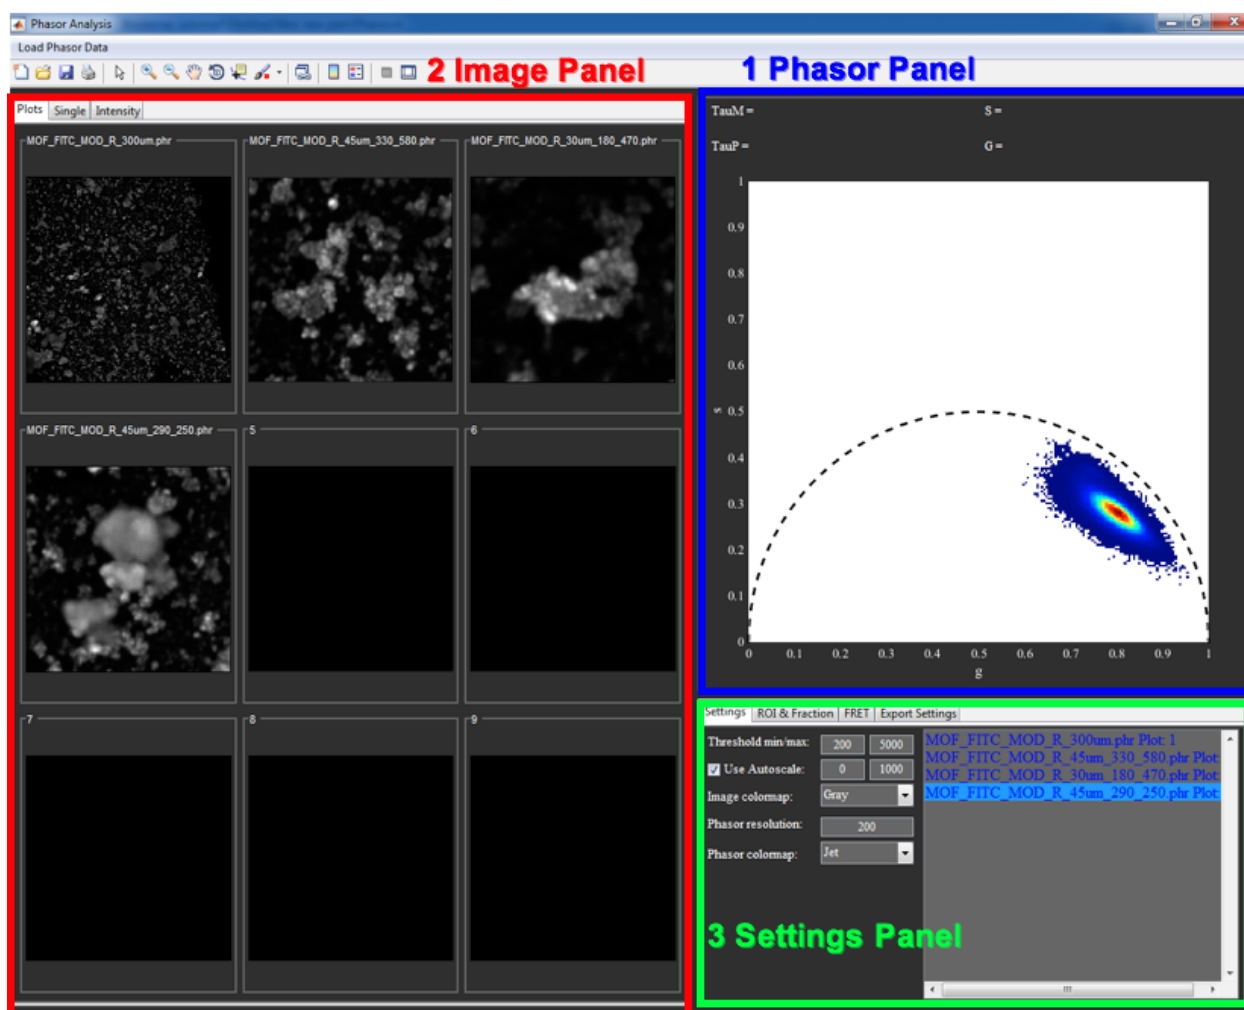 Phasor Analysis
Load Phasor Data
2 Image Panel
1 Phasor Panel
Plots Single Intensity
MOF_FITC_MOD_R_300um.phr
MOF_FITC_MOD_R_45um_330_580.phr
MOF_FITC_MOD_R_30um_180_470.phr
MOF_FITC_MOD_R_45um_290_250.phr
5
6
7
8
9
TauM =
S =
TauP =
G =
1
0.9
0.8
0.7
0.6
0.5
0.4
0.3
0.2
0.1
0
s
0 0.1 0.2 0.3 0.4 0.5 0.6 0.7 0.8 0.9 1
g
Settings ROI & Fraction FRET Export Settings
Threshold min/max: 200 5000
Use Autoscale: 0 1000
Image colormap: Gray
Phasor resolution: 200
Phasor colormap: Jet
MOF_FITC_MOD_R_300um.phr Plot: 1
MOF_FITC_MOD_R_45um_330_580.phr Plot:
MOF_FITC_MOD_R_30um_180_470.phr Plot:
MOF_FITC_MOD_R_45um_290_250.phr Plot:
3 Settings Panel